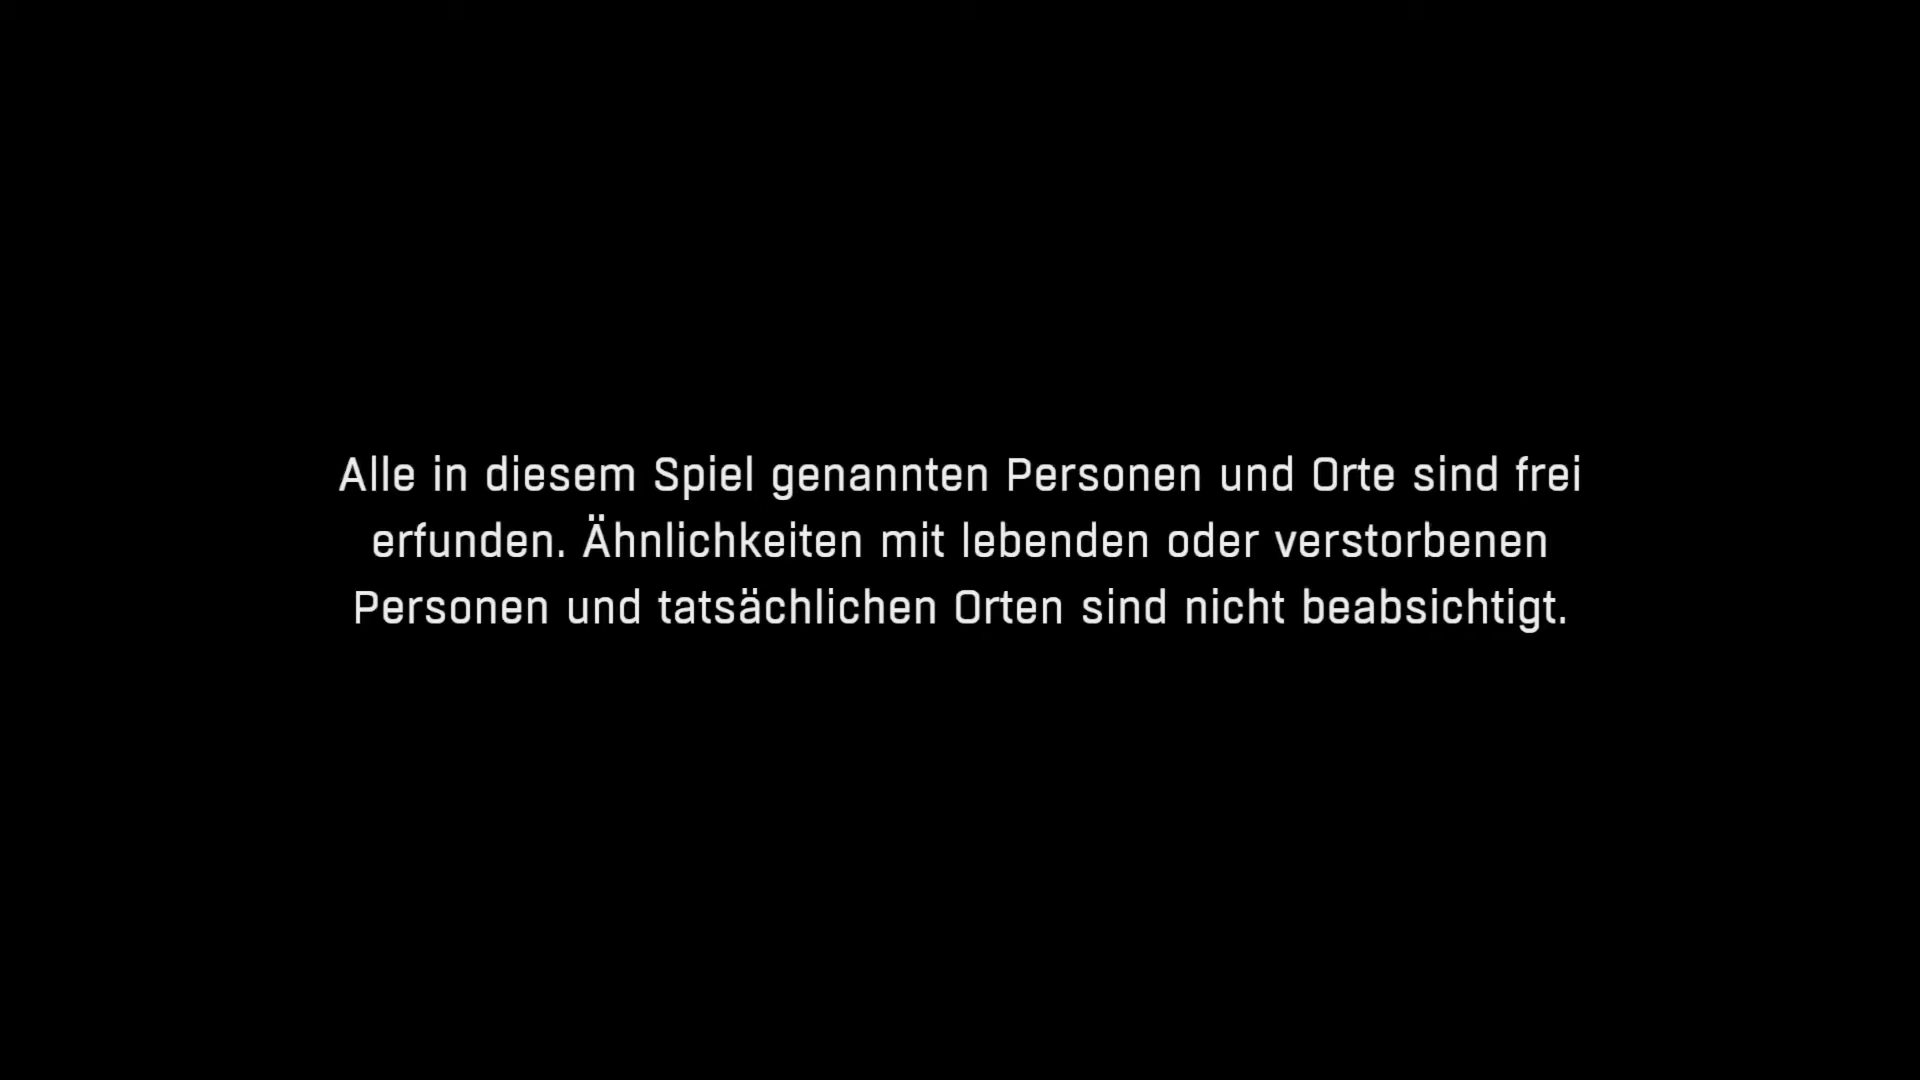 Alle in diesem Spiel genannten Personen und Orte sind frei
erfunden. Ähnlichkeiten mit lebenden oder verstorbenen
Personen und tatsächlichen Orten sind nicht beabsichtigt.